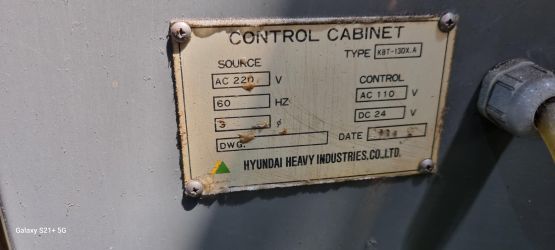 CONTROL CABINET
TYPE KBT-13DX.A
SOURCE
AC 220 V
60 HZ
3 ø
DWG.
CONTROL
AC 110 V
DC 24 V
DATE
HYUNDAI HEAVY INDUSTRIES.CO.,LTD.
Galaxy S21+ 5G